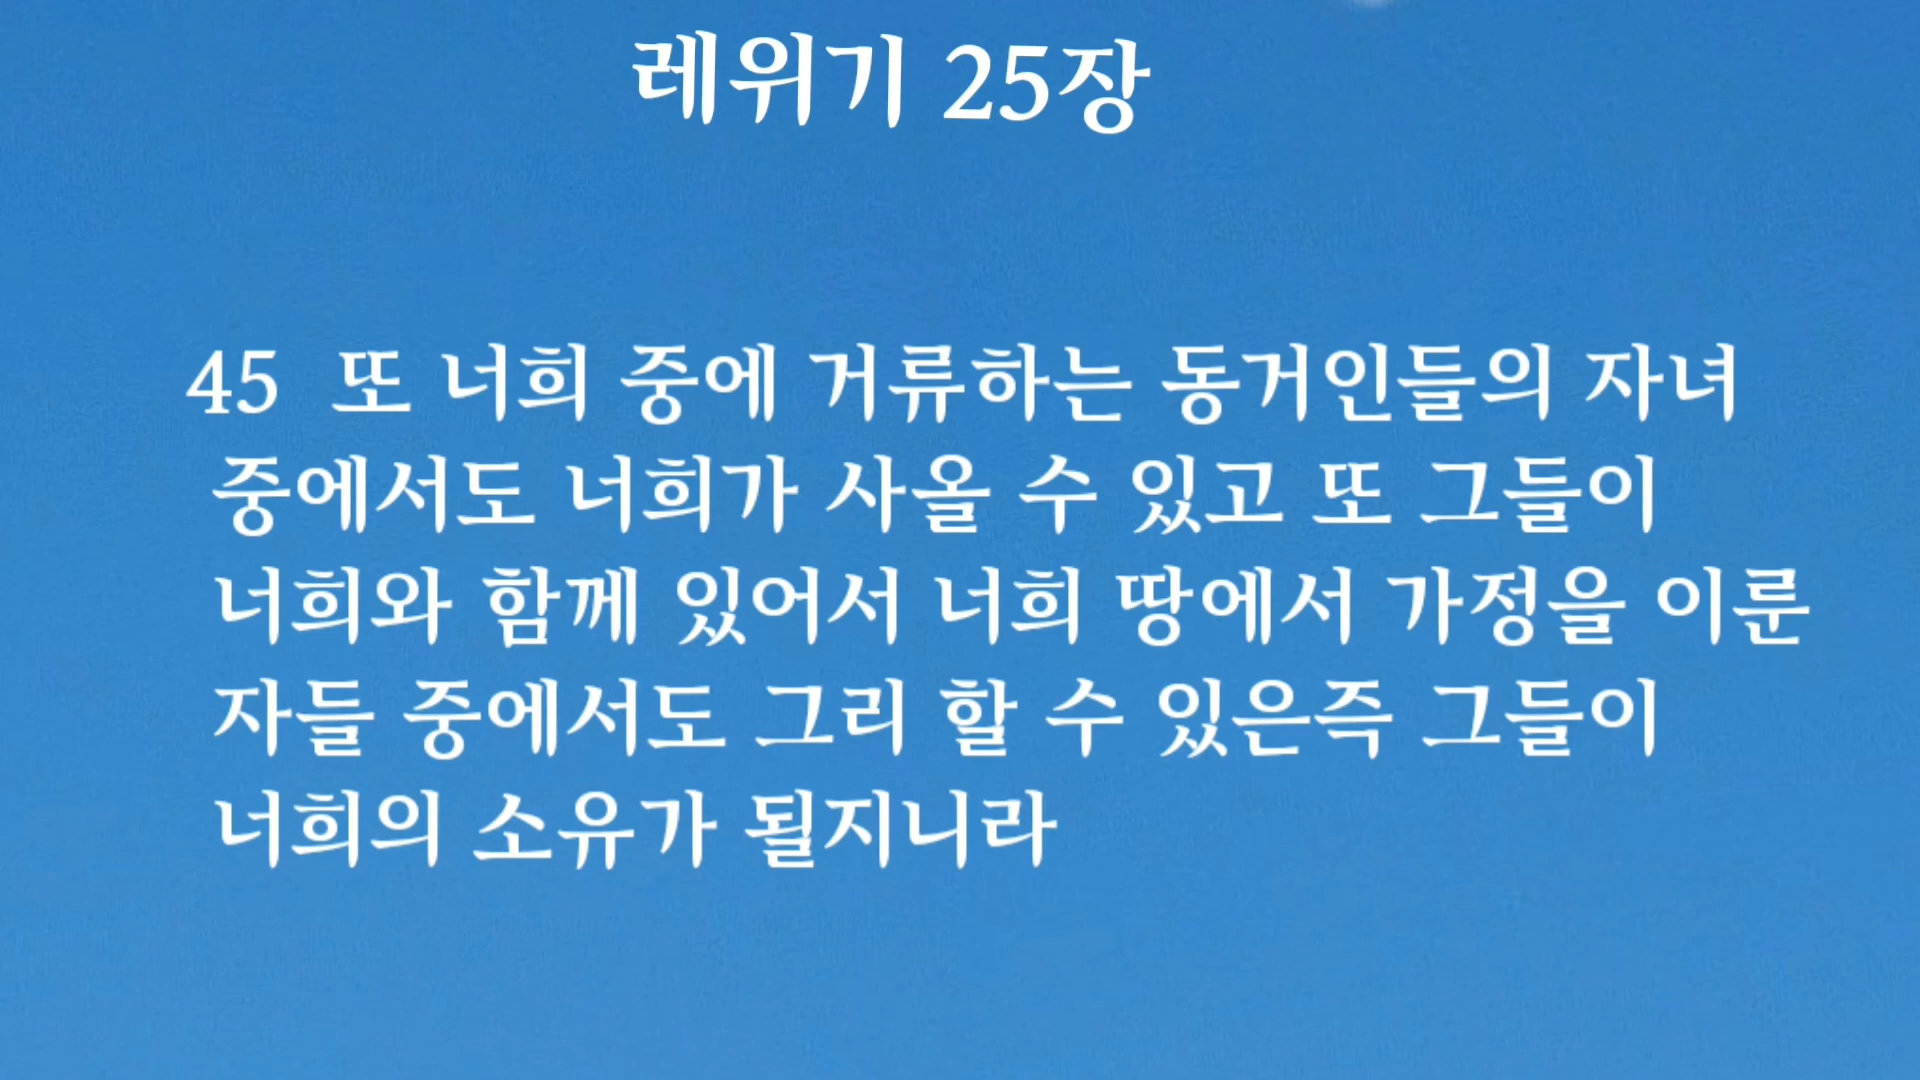 레위기 25장
45 또 너희 중에 거류하는 동거인들의 자녀
중에서도 너희가 사올 수 있고 또 그들이
너희와 함께 있어서 너희 땅에서 가정을 이룬
자들 중에서도 그리 할 수 있은즉 그들이
너희의 소유가 될지니라